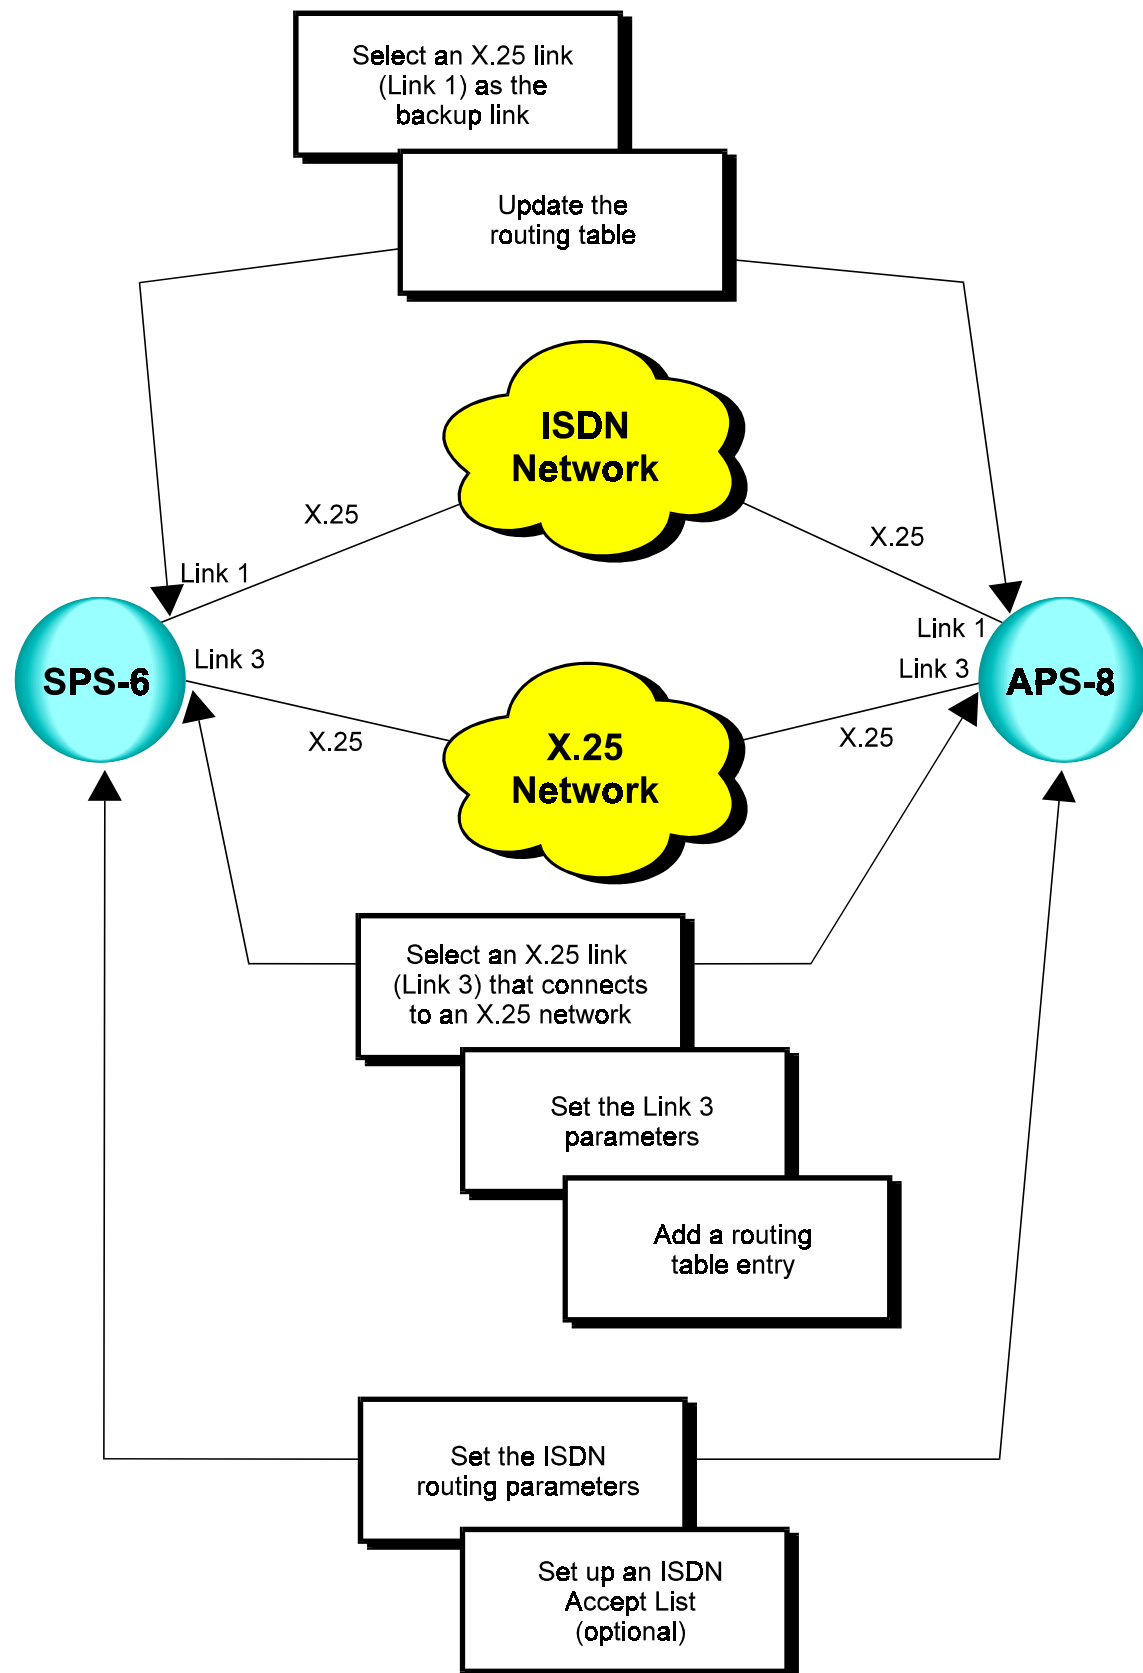 Select an X.25 link
(Link 1) as the
backup link
Update the
routing table
ISDN
Network
X.25
X.25
Link 1
Link 1
Link 3
Link 3
SPS-6
APS-8
X.25
X.25
X.25
Network
Select an X.25 link
(Link 3) that connects
to an X.25 network
Set the Link 3
parameters
Add a routing
table entry
Set the ISDN
routing parameters
Set up an ISDN
Accept List
(optional)